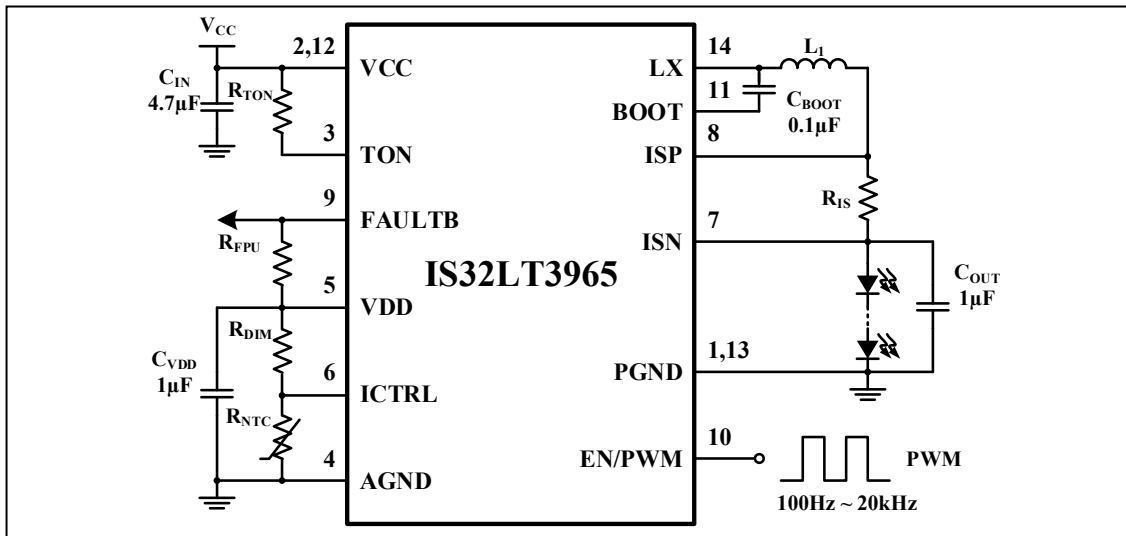 VCC
2,12
VCC
CIN
4.7µF
RTON
3
TON
9
FAULTB
RFPU
5
VDD
RDIM
CVDD
1µF
6
ICTRL
RNTC
4
AGND
IS32LT3965
14
LX
L1
11
BOOT
CBOOT
0.1µF
8
ISP
RIS
7
ISN
COUT
1µF
1,13
PGND
10
EN/PWM
PWM
100Hz ~ 20kHz